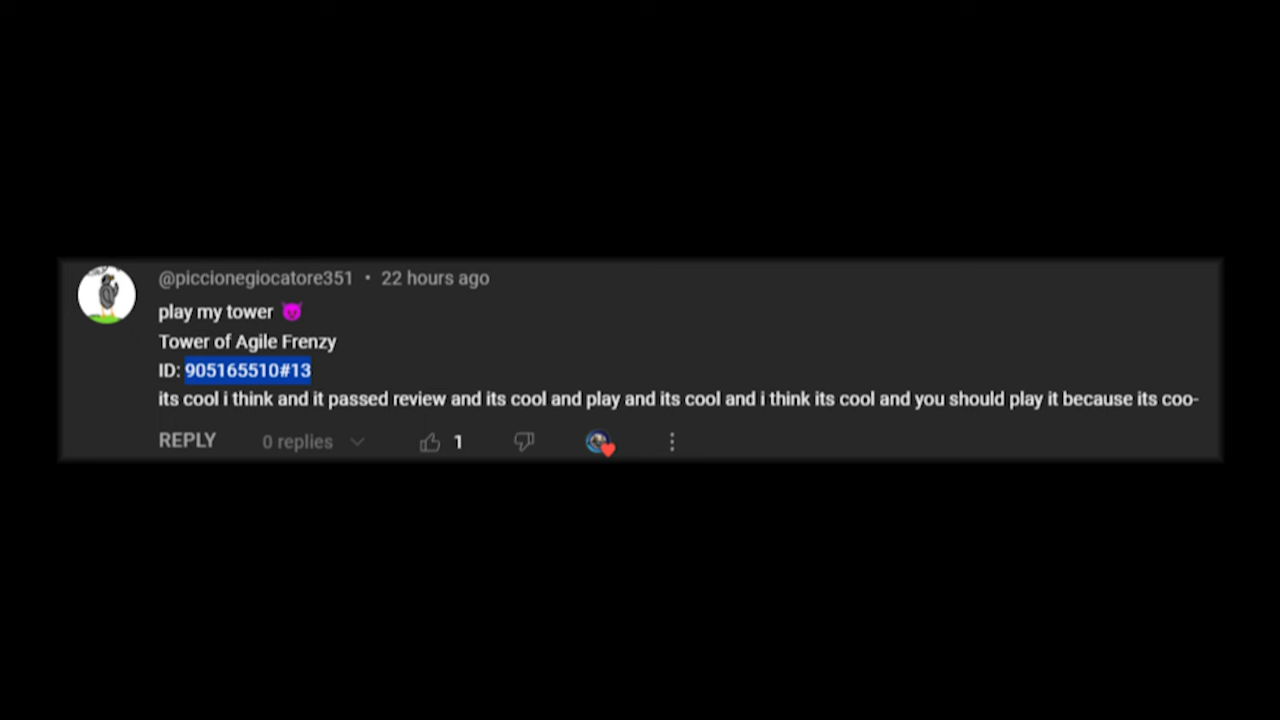 @piccionegiocatore351 • 22 hours ago
play my tower 😈
Tower of Agile Frenzy
ID: 905165510#13
its cool i think and it passed review and its cool and play and its cool and i think its cool and you should play it because its coo-
REPLY 0 replies 1